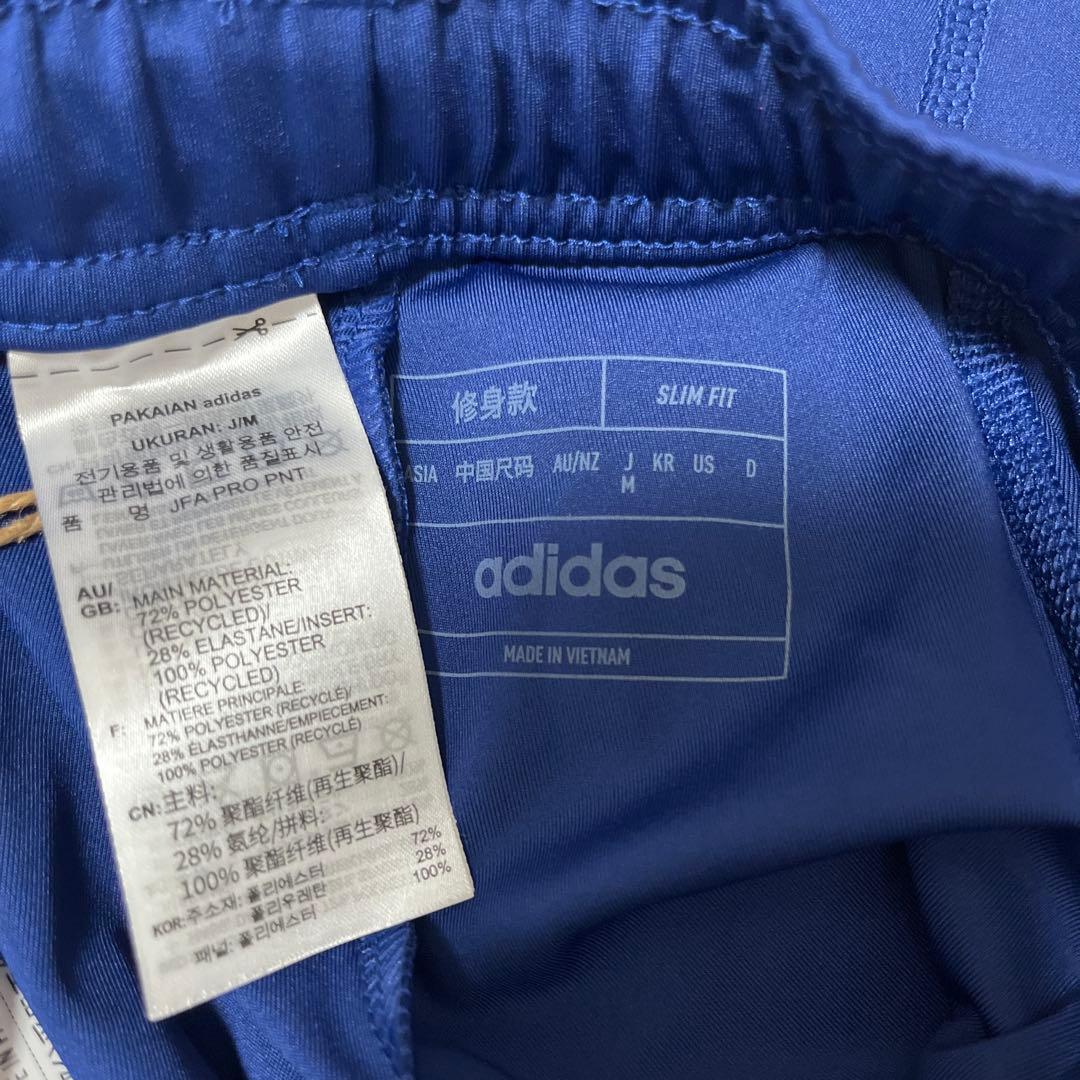 PAKAIAN adidas
UKURAN: J/M
전기용품 및 생활용품 안전
관리법에 의한 품질표시
품 명 JFA PRO PNT
AU/
GB: MAIN MATERIAL:
72% POLYESTER
(RECYCLED)/
28% ELASTANE/INSERT:
100% POLYESTER
(RECYCLED)
F: MATIERE PRINCIPALE:
72% POLYESTER (RECYCLÉ)/
28% ÉLASTHANNE/EMPIECEMENT:
100% POLYESTER (RECYCLÉ)
CN: 主料:
72% 聚酯纤维(再生聚酯)/
28% 氨纶/拼料:
100% 聚酯纤维(再生聚酯)
KOR: 주소재: 폴리에스터 72%
폴리우레탄 28%
패널: 폴리에스터 100%
修身款 SLIM FIT
ASIA 中国尺码 AU/NZ J KR US D
M
adidas
MADE IN VIETNAM